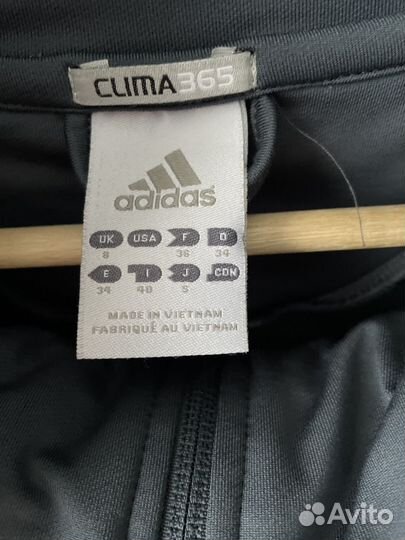 CLIMA365
adidas
UK USA F D
8 36 34
E I J CDN
34 40 S
MADE IN VIETNAM
FABRIQUÉ AU VIETNAM
Avito